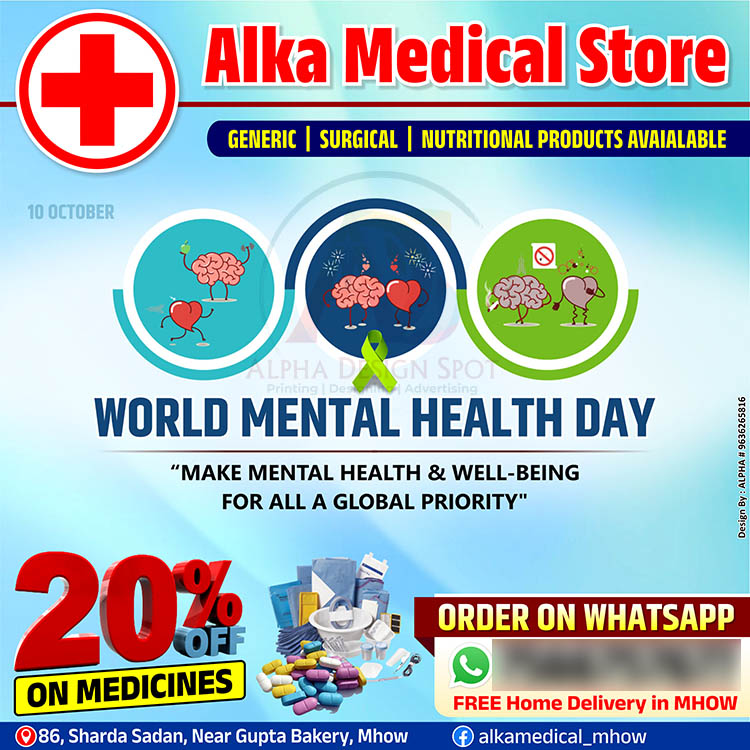 Alka Medical Store
GENERIC | SURGICAL | NUTRITIONAL PRODUCTS AVAIALABLE
10 OCTOBER
ALPHA DESIGN SPOT
Printing | Designing | Advertising
WORLD MENTAL HEALTH DAY
“MAKE MENTAL HEALTH & WELL-BEING
FOR ALL A GLOBAL PRIORITY"
Design By : ALPHA # 9636265816
20%
OFF
ON MEDICINES
ORDER ON WHATSAPP
FREE Home Delivery in MHOW
86, Sharda Sadan, Near Gupta Bakery, Mhow
alkamedical_mhow